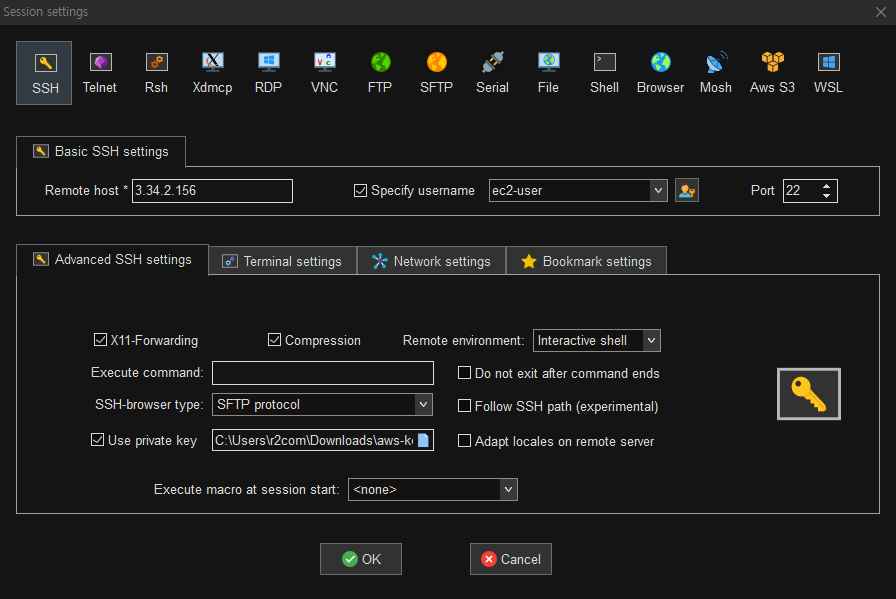 Session settings
SSH Telnet Rsh Xdmcp RDP VNC FTP SFTP Serial File Shell Browser Mosh Aws S3 WSL
Basic SSH settings
Remote host * 3.34.2.156 Specify username ec2-user Port 22
Advanced SSH settings Terminal settings Network settings Bookmark settings
X11-Forwarding Compression Remote environment: Interactive shell
Execute command: Do not exit after command ends
SSH-browser type: SFTP protocol Follow SSH path (experimental)
Use private key C:\Users\r2com\Downloads\aws-k Adapt locales on remote server
Execute macro at session start: <none>
OK Cancel